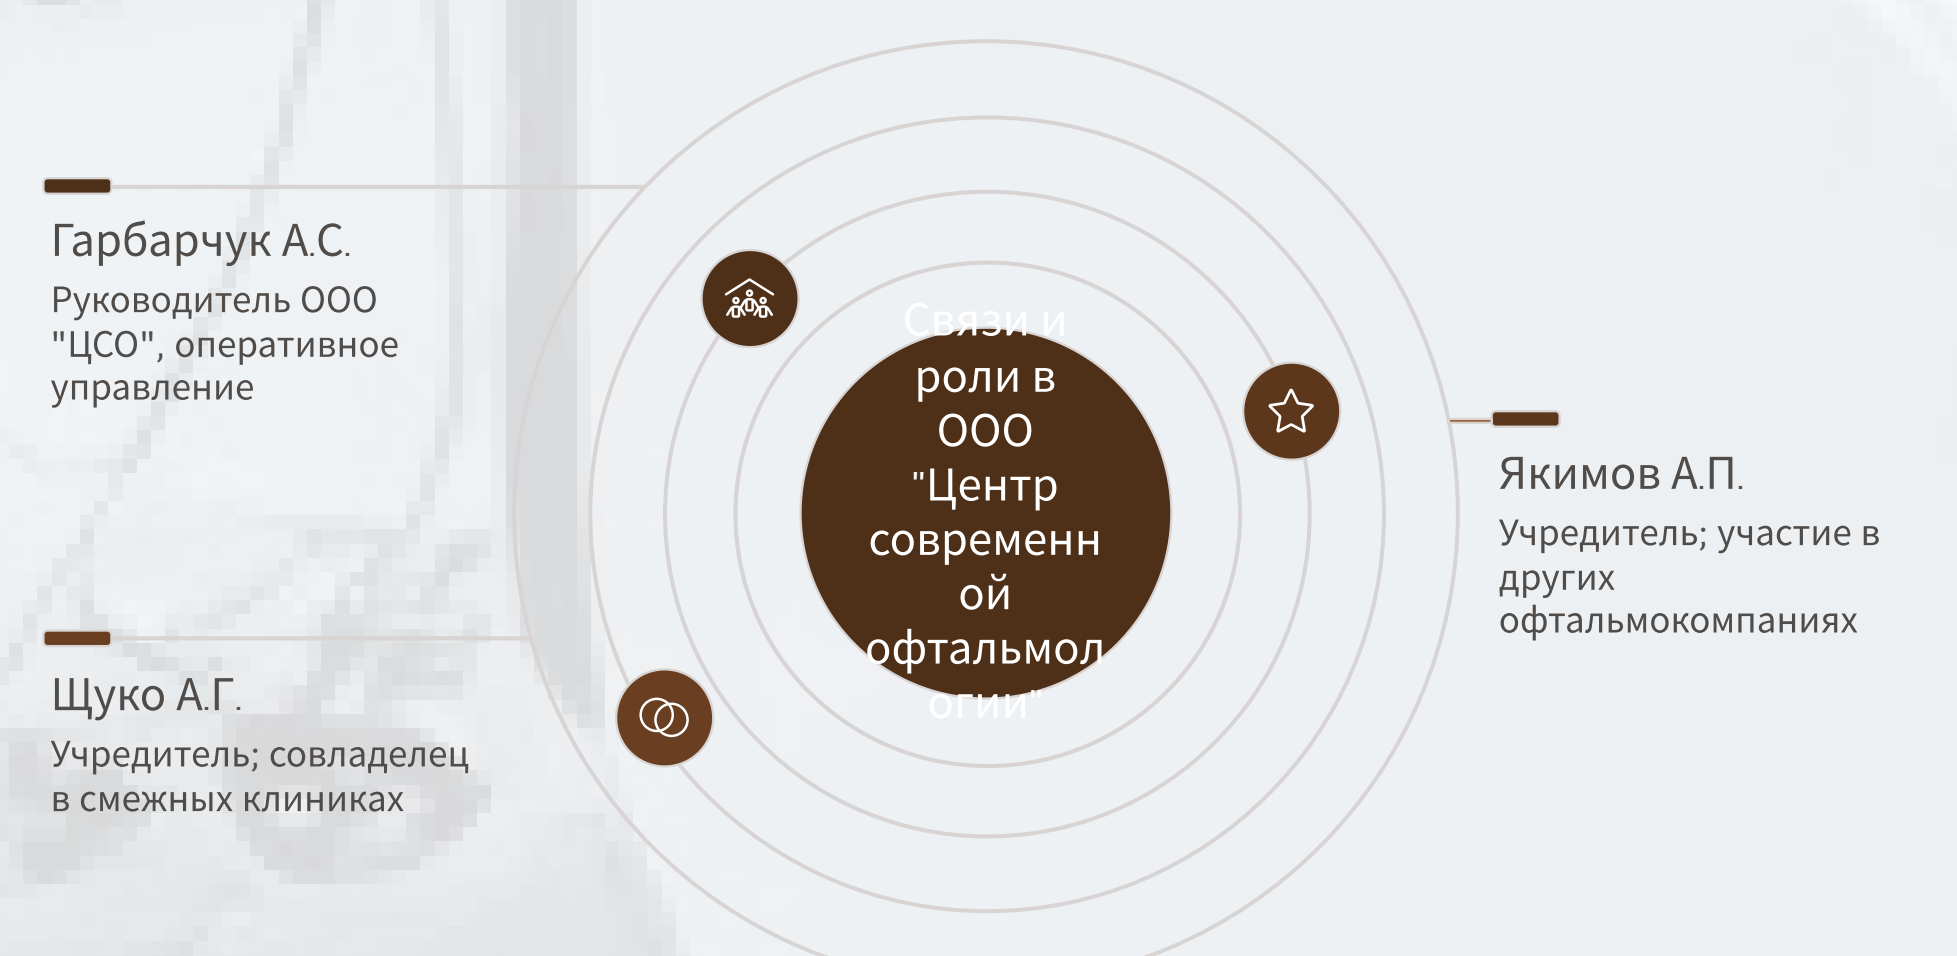 Гарбарчук А.С.
Руководитель ООО
"ЦСО", оперативное
управление
Щуко А.Г.
Учредитель; совладелец
в смежных клиниках
Связи и
роли в
ООО
"Центр
современн
ой
офтальмол
огии"
Якимов А.П.
Учредитель; участие в
других
офтальмокомпаниях